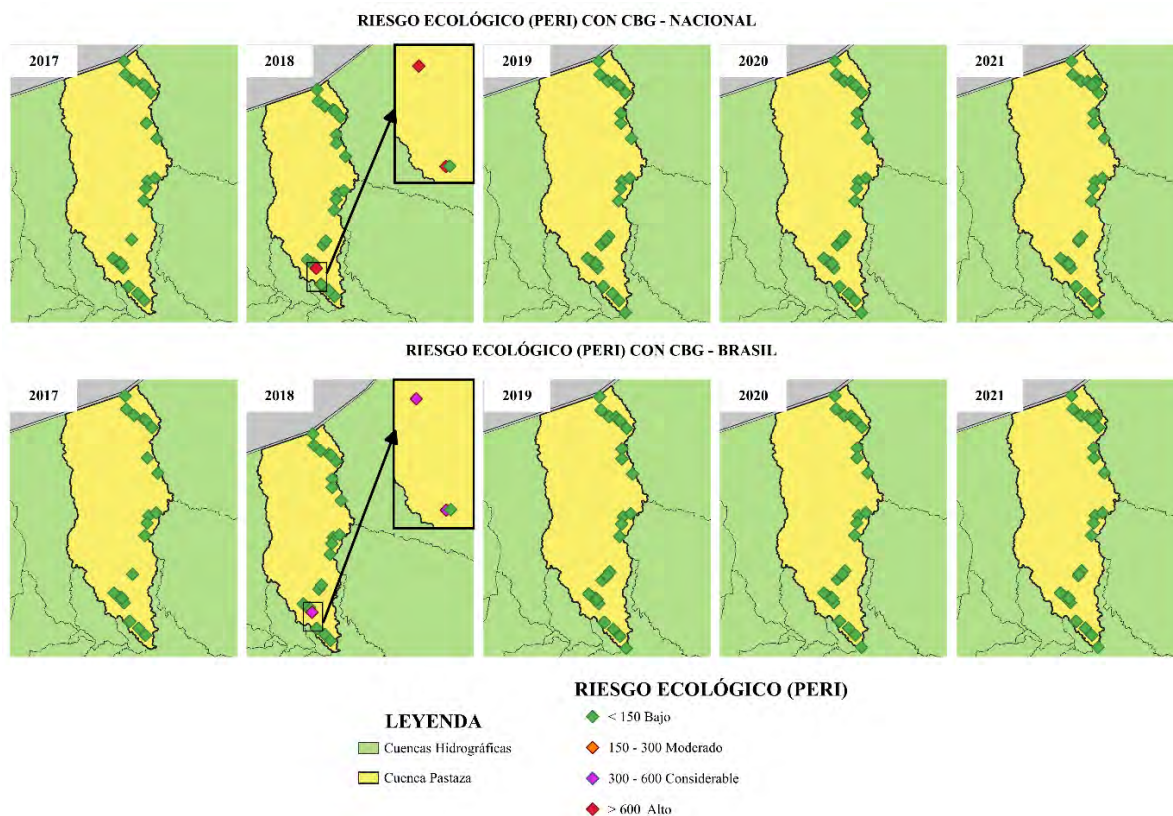 RIESGO ECOLÓGICO (PERI) CON CBG - NACIONAL
2017
2018
2019
2020
2021
RIESGO ECOLÓGICO (PERI) CON CBG - BRASIL
2017
2018
2019
2020
2021
RIESGO ECOLÓGICO (PERI)
LEYENDA
< 150 Bajo
Cuencas Hidrográficas
150 - 300 Moderado
Cuenca Pastaza
300 - 600 Considerable
> 600 Alto